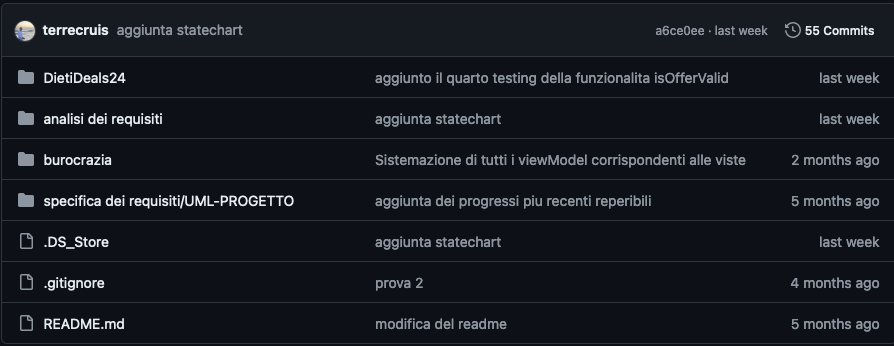 terrecruis aggiunta statechart a6ce0ee · last week 55 Commits
DietiDeals24 aggiunto il quarto testing della funzionalita isOfferValid last week
analisi dei requisiti aggiunta statechart last week
burocrazia Sistemazione di tutti i viewModel corrispondenti alle viste 2 months ago
specifica dei requisiti/UML-PROGETTO aggiunta dei progressi piu recenti reperibili 5 months ago
.DS_Store aggiunta statechart last week
.gitignore prova 2 4 months ago
README.md modifica del readme 5 months ago